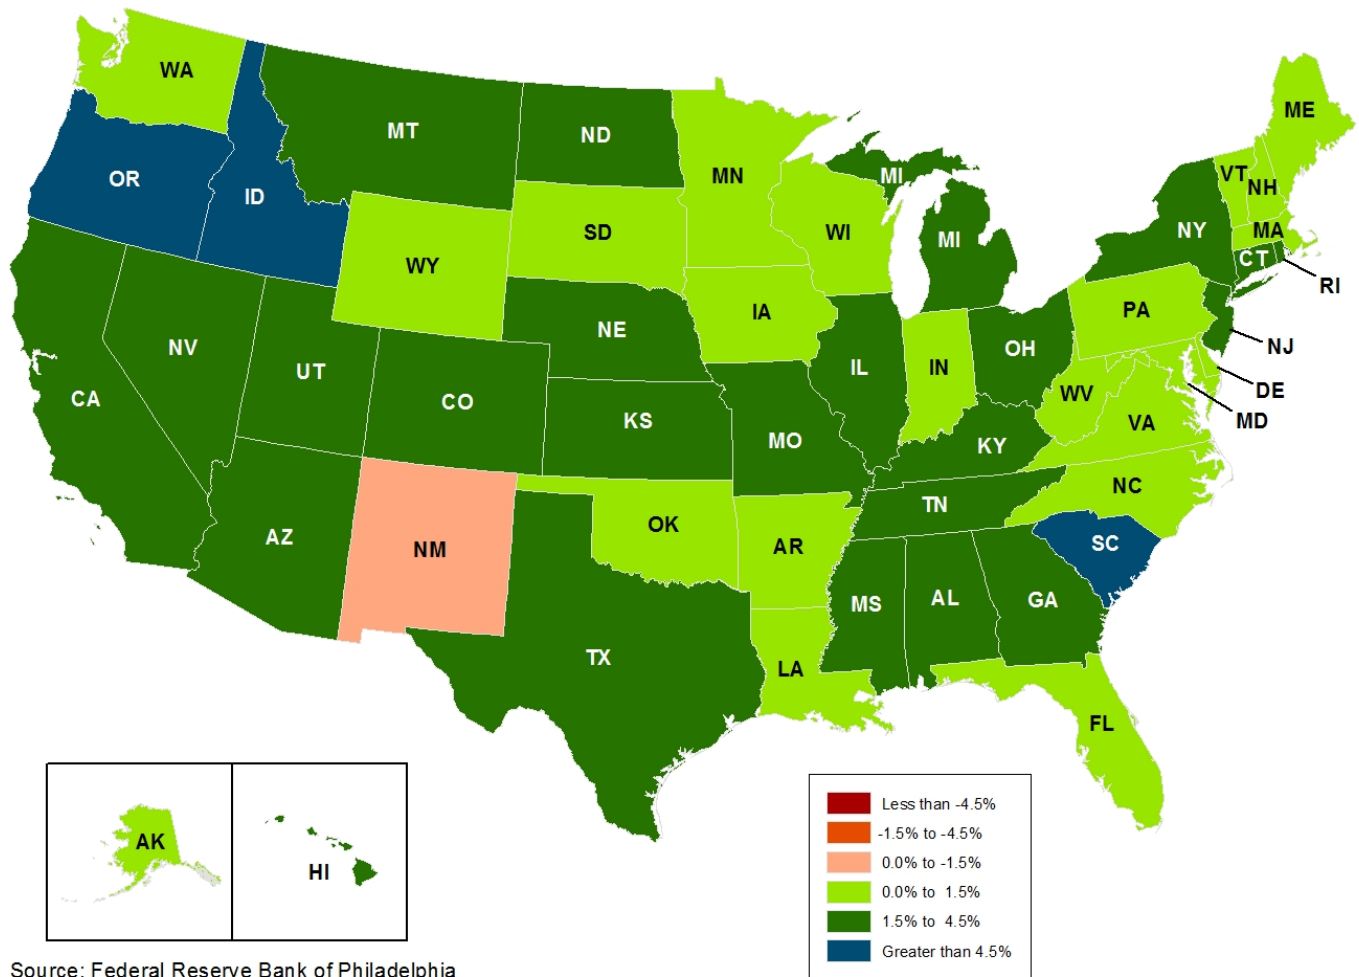 WA
ME
MT
ND
VT
NH
MN
MI
OR
ID
MA
NY
SD
WI
MI
CT
WY
RI
IA
PA
NE
NV
NJ
OH
UT
IL
IN
DE
CA
CO
WV
MD
KS
VA
MO
KY
NC
TN
OK
AZ
NM
AR
SC
MS
AL
GA
TX
LA
FL
AK
HI
Less than -4.5%
-1.5% to -4.5%
0.0% to -1.5%
0.0% to 1.5%
1.5% to 4.5%
Greater than 4.5%
Source: Federal Reserve Bank of Philadelphia